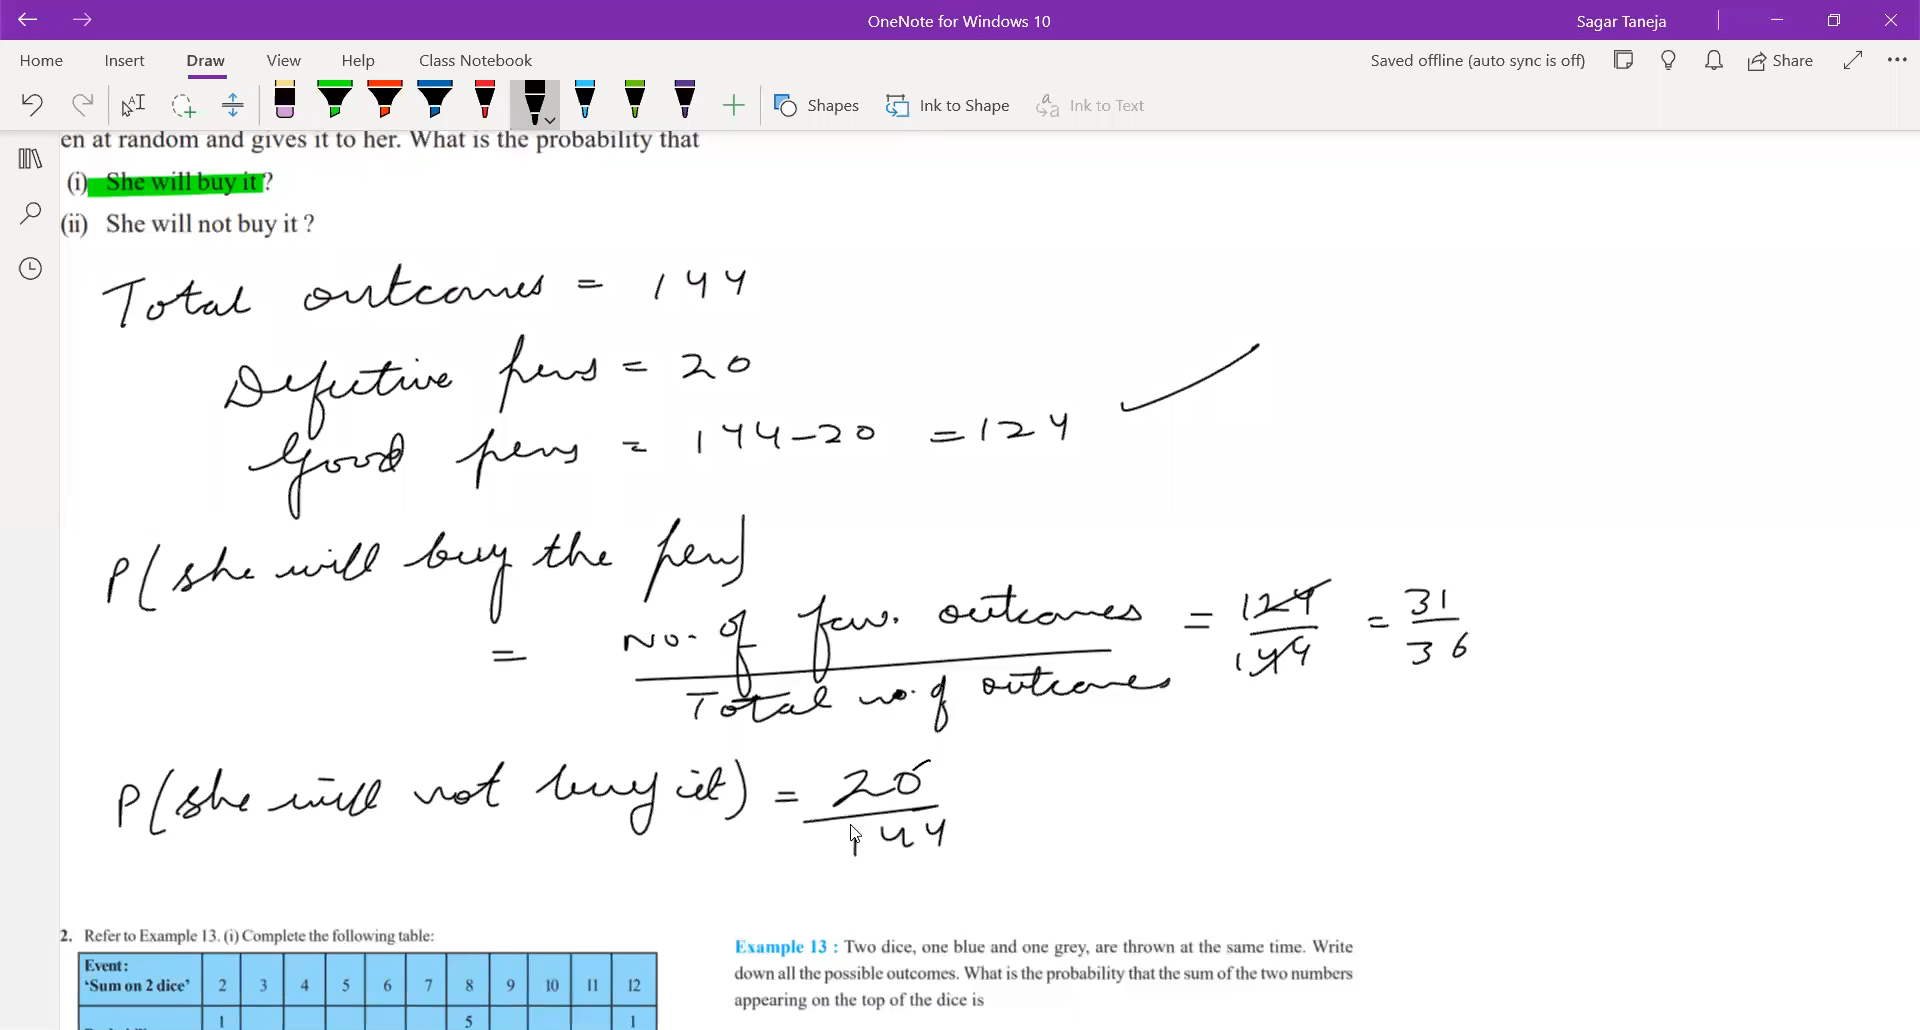 OneNote for Windows 10
Sagar Taneja
Home Insert Draw View Help Class Notebook
Saved offline (auto sync is off) Share
Shapes Ink to Shape Ink to Text
en at random and gives it to her. What is the probability that
(i) She will buy it ?
(ii) She will not buy it ?
Total outcomes = 144
Defective pens = 20
Good pens = 144-20 = 124
P( she will buy the pen)
= No. of fav. outcomes / Total no. of outcomes = 124/144 = 31/36
P(she will not buy it) = 20/144
2. Refer to Example 13. (i) Complete the following table:
Event:
'Sum on 2 dice' 2 3 4 5 6 7 8 9 10 11 12
1 5 1
Example 13 : Two dice, one blue and one grey, are thrown at the same time. Write
down all the possible outcomes. What is the probability that the sum of the two numbers
appearing on the top of the dice is